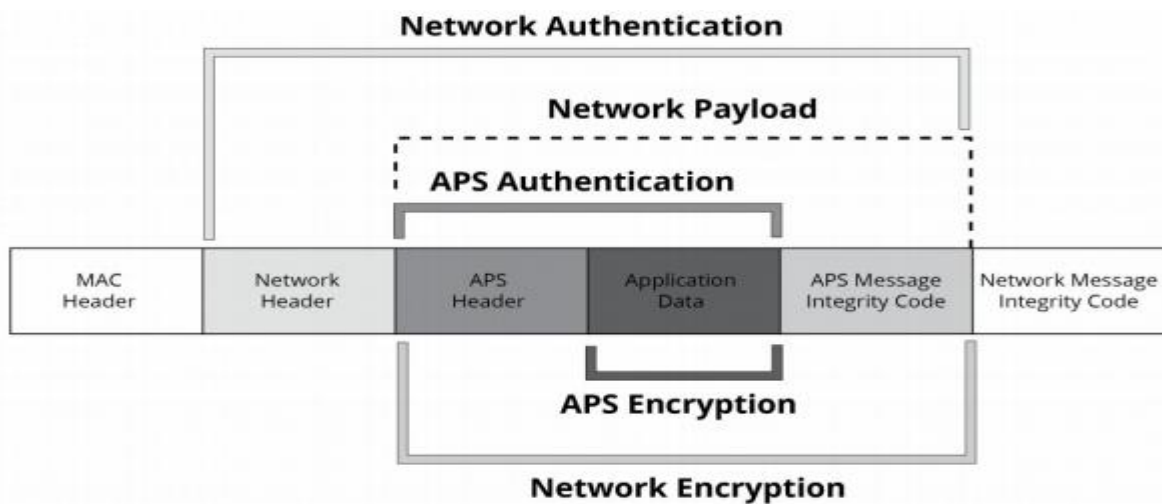 Network Authentication
Network Payload
APS Authentication
MAC
Header
Network
Header
APS
Header
Application
Data
APS Message
Integrity Code
Network Message
Integrity Code
APS Encryption
Network Encryption